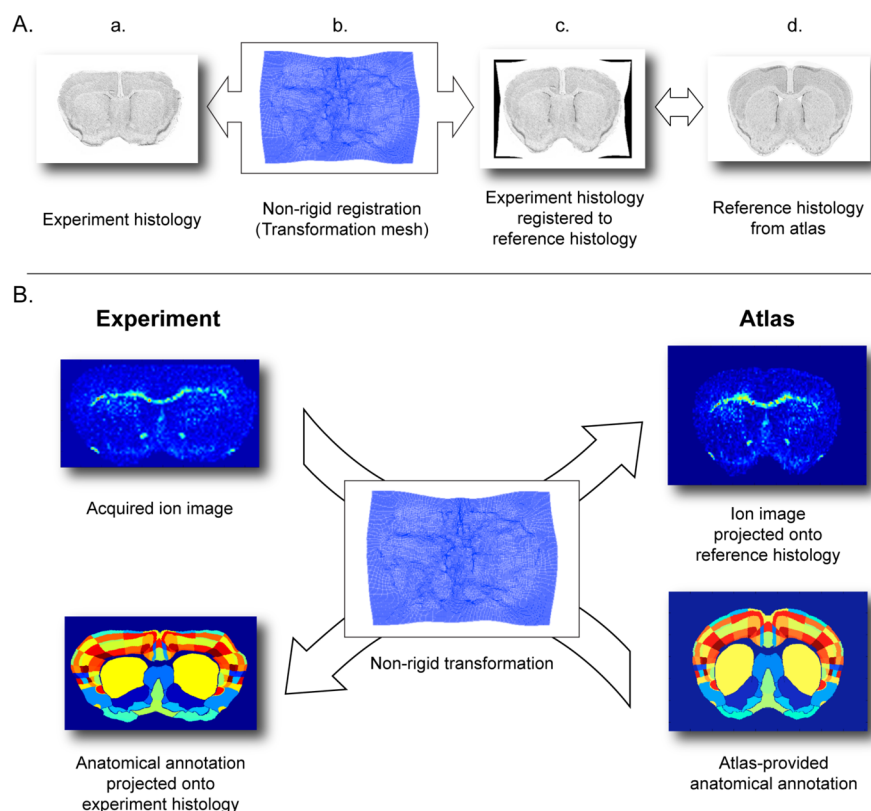 A.
a.
b.
c.
d.
Experiment histology
Non-rigid registration
(Transformation mesh)
Experiment histology
registered to
reference histology
Reference histology
from atlas
B.
Experiment
Atlas
Acquired ion image
Ion image
projected onto
reference histology
Non-rigid transformation
Anatomical annotation
projected onto
experiment histology
Atlas-provided
anatomical annotation